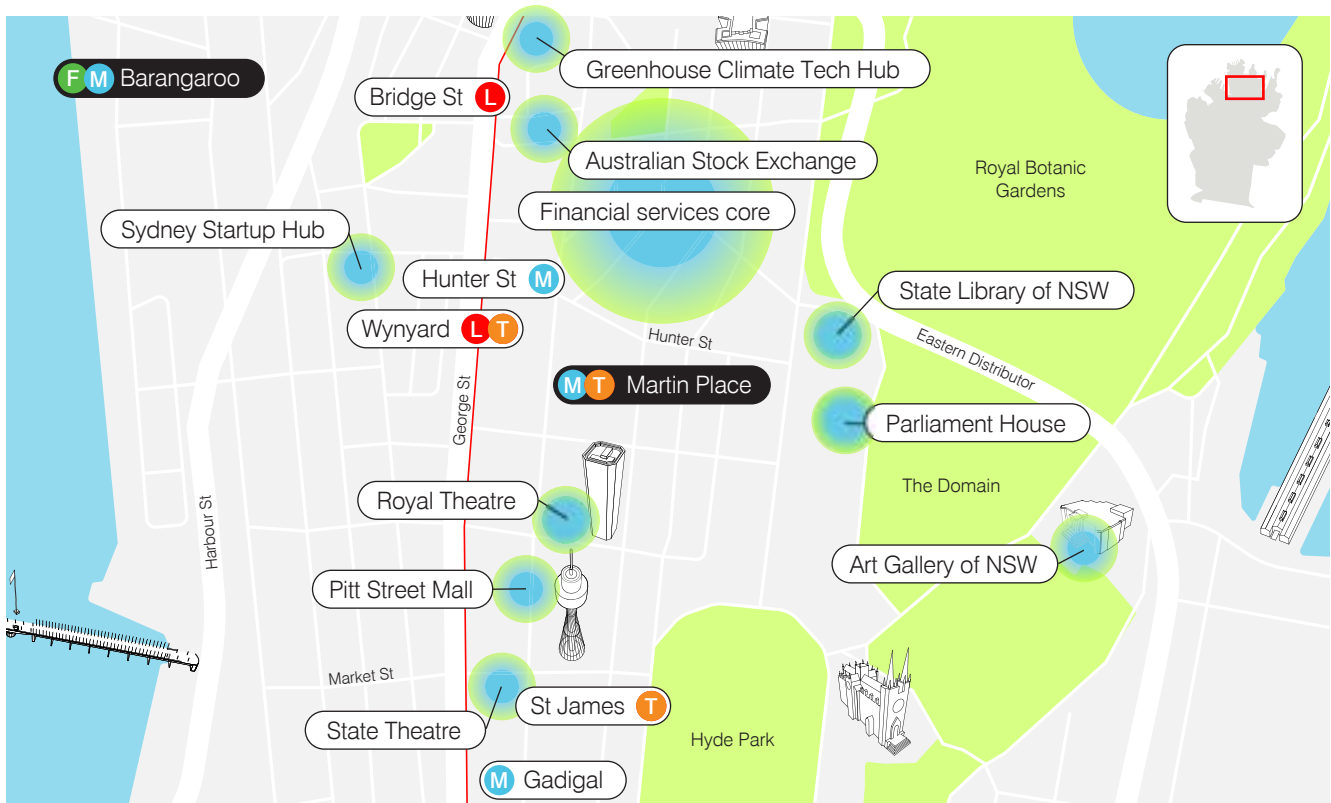 Greenhouse Climate Tech Hub
F M Barangaroo
Bridge St L
Australian Stock Exchange
Royal Botanic
Gardens
Financial services core
Sydney Startup Hub
Hunter St M
State Library of NSW
Wynyard L T
Hunter St
Eastern Distributor
M T Martin Place
George St
Parliament House
The Domain
Royal Theatre
Harbour St
Art Gallery of NSW
Pitt Street Mall
Market St
St James T
State Theatre
Hyde Park
M Gadigal